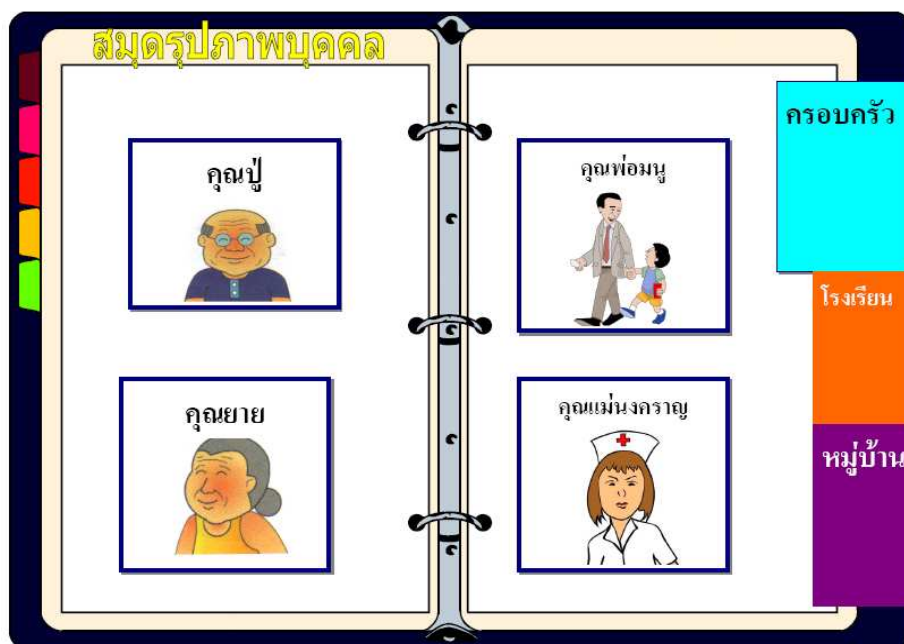 สมุดรูปภาพบุคคล
คุณปู่
คุณยาย
คุณพ่อมนู
คุณแม่นงคราญ
ครอบครัว
โรงเรียน
หมู่บ้าน